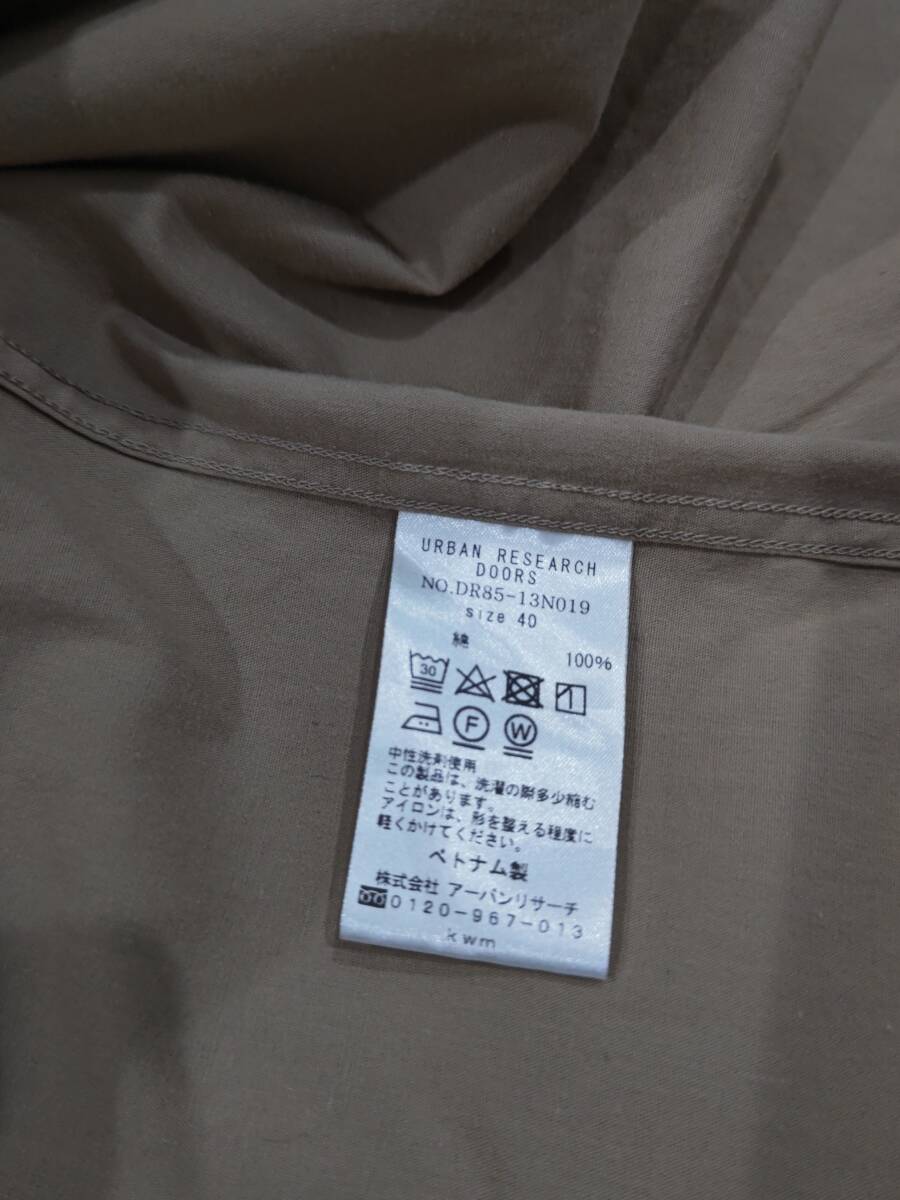 URBAN RESEARCH
DOORS
NO.DR85-13N019
size 40
綿 100%
30
F W
中性洗剤使用
この製品は、洗濯の際多少縮む
ことがあります。
アイロンは、形を整える程度に
軽くかけてください。
ベトナム製
株式会社 アーバンリサーチ
0120-967-013
kwm